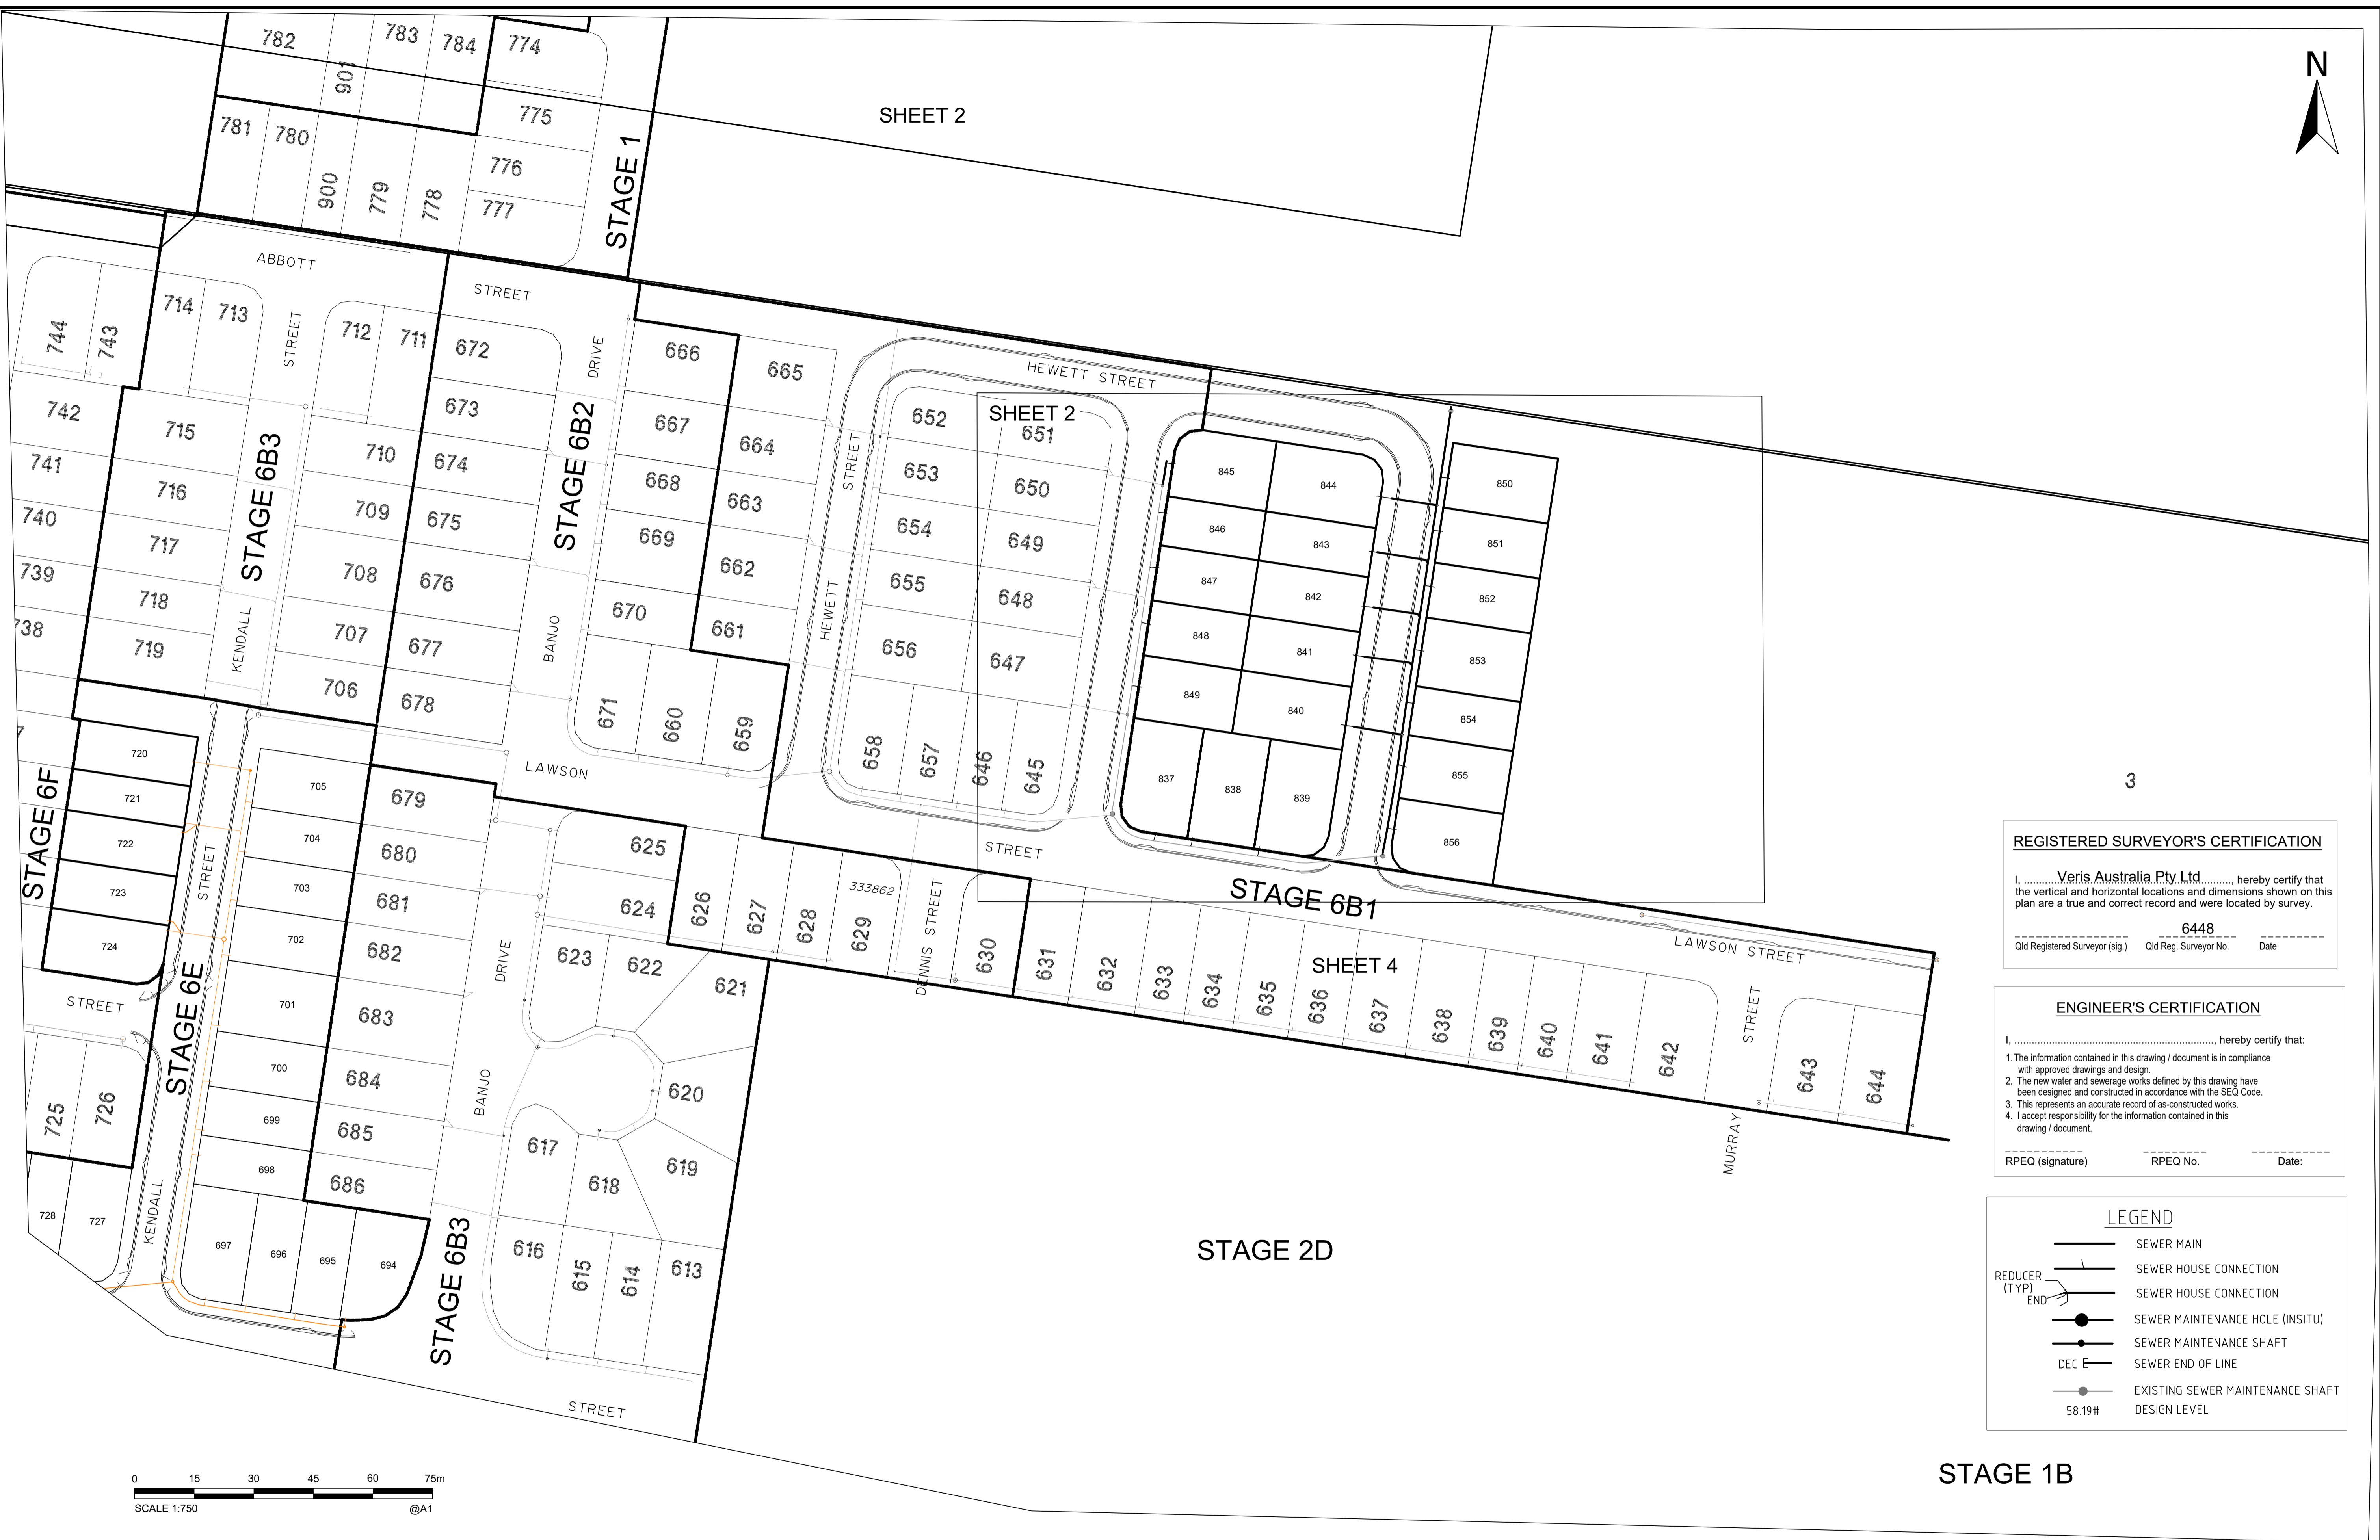 782
783
784
774
901
775
781
780
776
900
779
778
777
STAGE 1
SHEET 2
N
ABBOTT
STREET
744
743
714
713
STREET
712
711
672
DRIVE
666
665
HEWETT STREET
742
715
STAGE 6B3
710
673
674
STAGE 6B2
667
664
STREET
652
SHEET 2
651
741
716
709
675
668
663
653
650
740
717
669
654
649
739
718
708
676
662
655
648
738
719
KENDALL
707
677
BANJO
670
661
HEWETT
656
647
706
678
671
660
659
658
657
646
645
845
844
850
846
843
851
847
842
852
848
841
853
849
840
854
837
838
839
855
856
7
720
721
722
723
724
STAGE 6F
STREET
705
704
703
702
701
700
699
698
697
696
695
694
LAWSON
STREET
679
680
681
682
683
684
685
686
625
624
626
627
628
333862
629
DENNIS STREET
630
STAGE 6B1
631
632
633
634
635
SHEET 4
636
637
638
639
640
641
642
LAWSON STREET
STREET
643
644
MURRAY
DRIVE
623
622
621
620
BANJO
617
618
619
616
615
614
613
STAGE 6B3
STREET
STREET
STAGE 6E
725
726
728
727
KENDALL
STAGE 2D
STAGE 1B
3
REGISTERED SURVEYOR'S CERTIFICATION
I, Veris Australia Pty Ltd, hereby certify that
the vertical and horizontal locations and dimensions shown on this
plan are a true and correct record and were located by survey.
6448
Qld Registered Surveyor (sig.) Qld Reg. Surveyor No. Date
ENGINEER'S CERTIFICATION
I, ..................................................................., hereby certify that:
1. The information contained in this drawing / document is in compliance
with approved drawings and design.
2. The new water and sewerage works defined by this drawing have
been designed and constructed in accordance with the SEQ Code.
3. This represents an accurate record of as-constructed works.
4. I accept responsibility for the information contained in this
drawing / document.
RPEQ (signature) RPEQ No. Date:
LEGEND
SEWER MAIN
SEWER HOUSE CONNECTION
REDUCER
(TYP)
END
SEWER HOUSE CONNECTION
SEWER MAINTENANCE HOLE (INSITU)
SEWER MAINTENANCE SHAFT
DEC SEWER END OF LINE
EXISTING SEWER MAINTENANCE SHAFT
58.19# DESIGN LEVEL
0 15 30 45 60 75m
SCALE 1:750 @A1